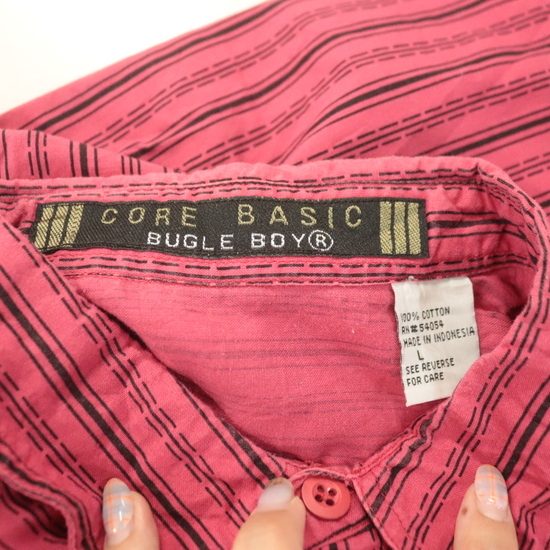 CORE BASIC
BUGLE BOY®
100% COTTON
RN#54054
MADE IN INDONESIA
L
SEE REVERSE
FOR CARE